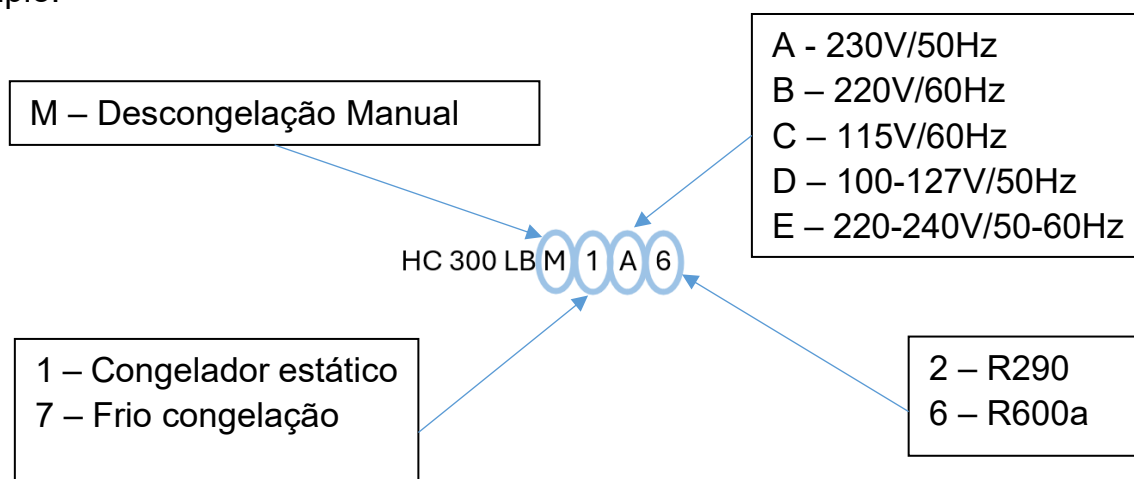 A - 230V/50Hz
B – 220V/60Hz
C – 115V/60Hz
D – 100-127V/50Hz
E – 220-240V/50-60Hz
M – Descongelação Manual
HC 300 LB M 1 A 6
1 – Congelador estático
7 – Frio congelação
2 – R290
6 – R600a